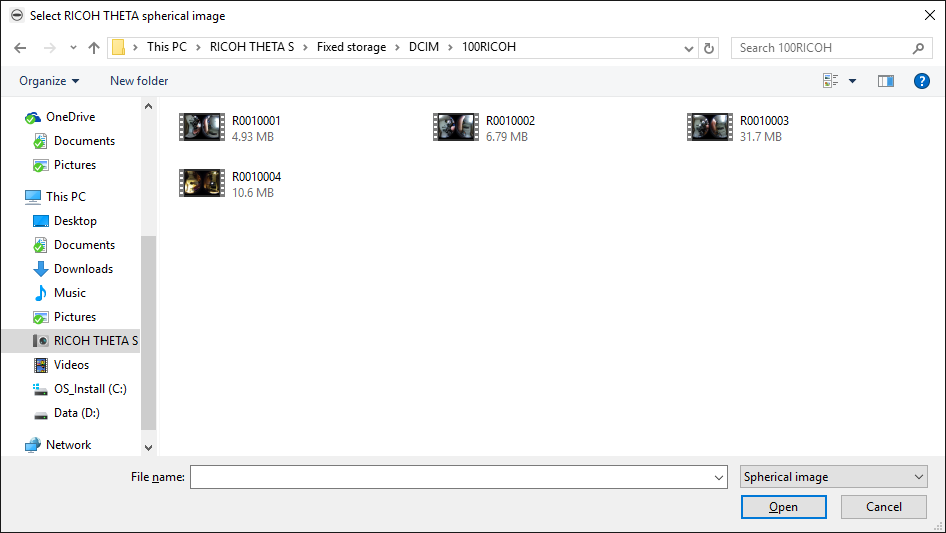 Select RICOH THETA spherical image
This PC > RICOH THETA S > Fixed storage > DCIM > 100RICOH
Search 100RICOH
Organize
New folder
OneDrive
Documents
Pictures
This PC
Desktop
Documents
Downloads
Music
Pictures
RICOH THETA S
Videos
OS_Install (C:)
Data (D:)
Network
R0010001
4.93 MB
R0010002
6.79 MB
R0010003
31.7 MB
R0010004
10.6 MB
File name:
Spherical image
Open
Cancel